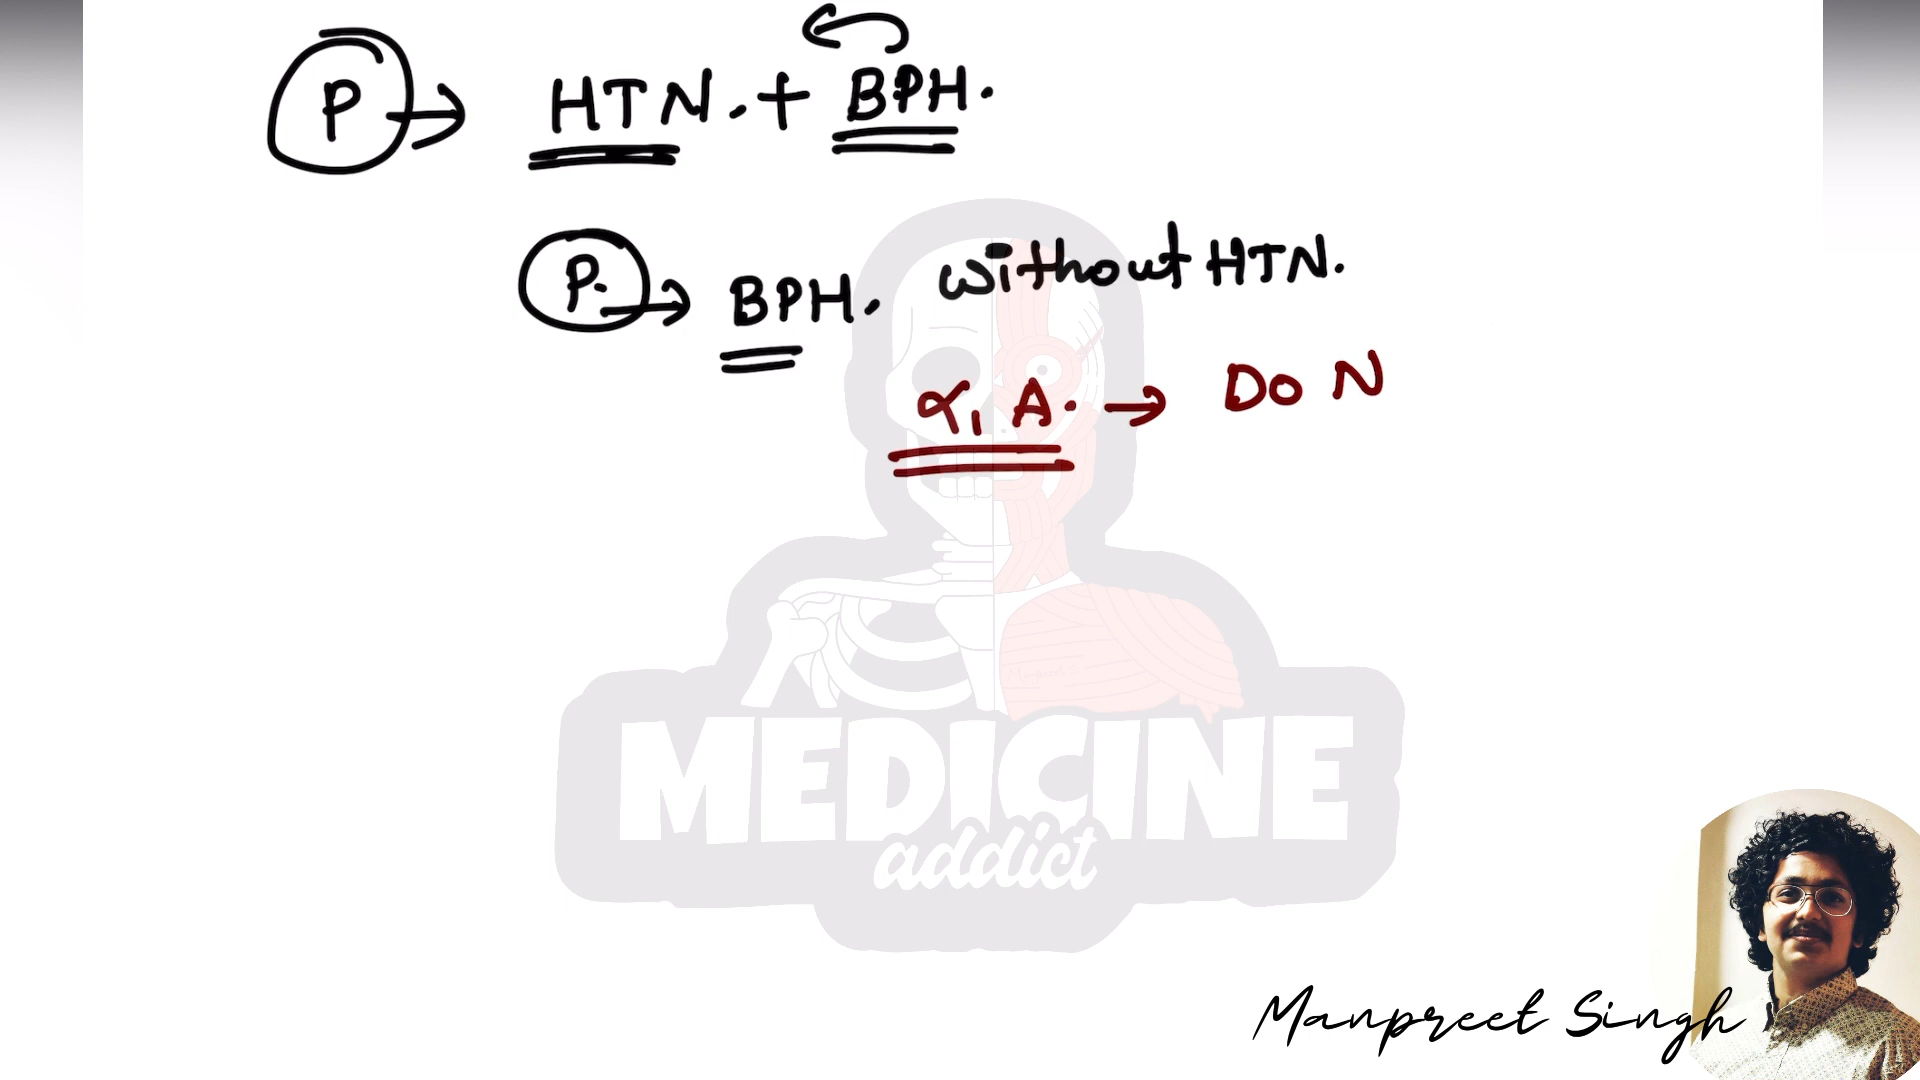 P → HTN. + BPH.
P. → BPH. without HTN.
α₁ A. → DO N
MEDICINE
addict
Manpreet Singh